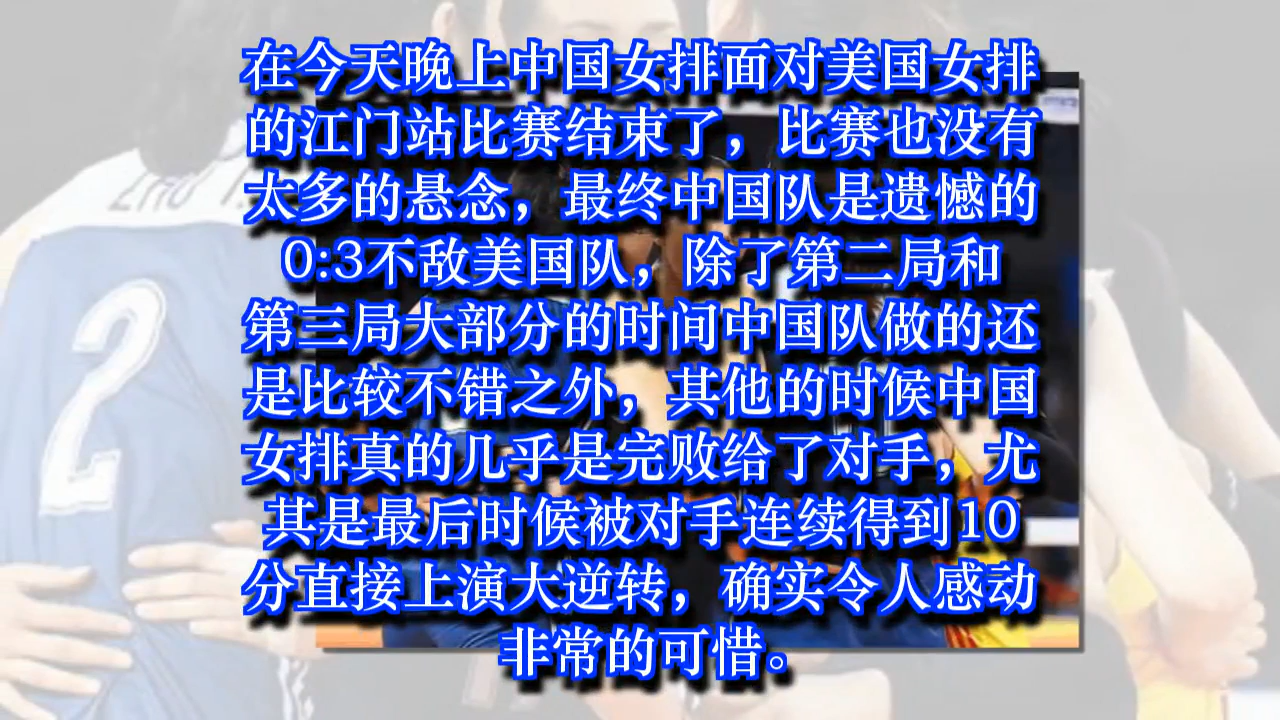 在今天晚上中国女排面对美国女排
的江门站比赛结束了，比赛也没有
太多的悬念，最终中国队是遗憾的
0:3不敌美国队，除了第二局和
第三局大部分的时间中国队做的还
是比较不错之外，其他的时候中国
女排真的几乎是完败给了对手，尤
其是最后时候被对手连续得到10
分直接上演大逆转，确实令人感动
非常的可惜。
2